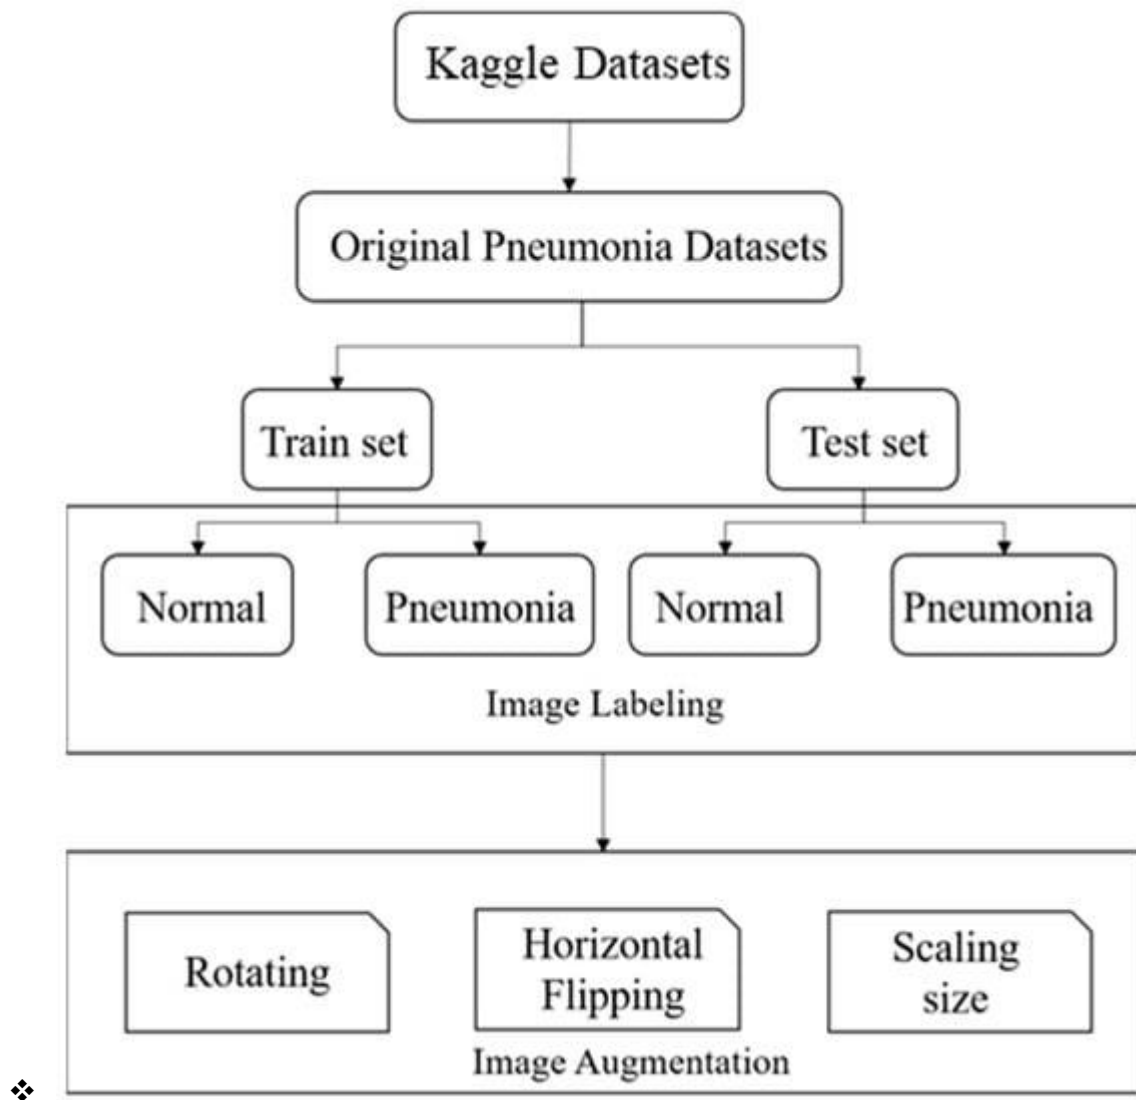 Kaggle Datasets
Original Pneumonia Datasets
Train set
Test set
Normal
Pneumonia
Normal
Pneumonia
Image Labeling
Rotating
Horizontal
Flipping
Scaling
size
Image Augmentation